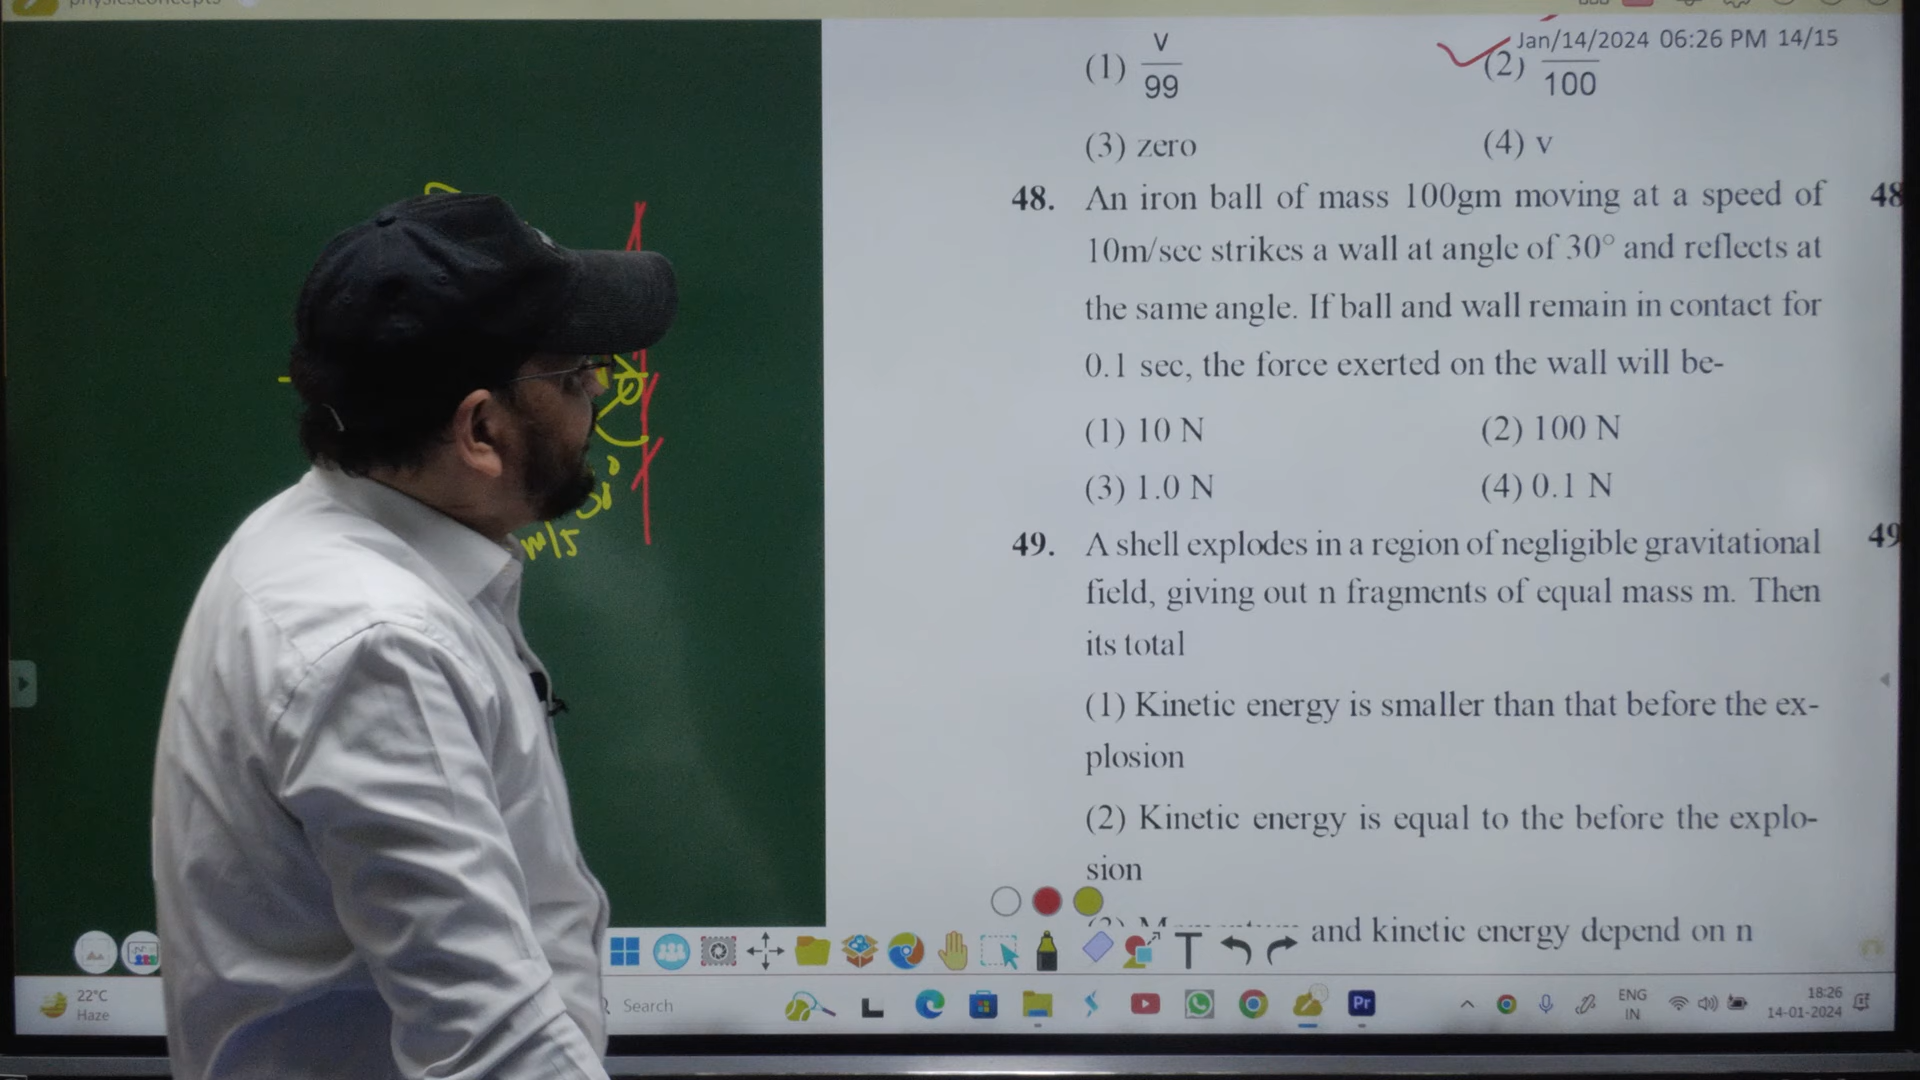 physicsconcepts
Jan/14/2024 06:26 PM 14/15
(1) v/99
(2) /100
(3) zero
(4) v
48. An iron ball of mass 100gm moving at a speed of
48
10m/sec strikes a wall at angle of 30° and reflects at
the same angle. If ball and wall remain in contact for
0.1 sec, the force exerted on the wall will be-
(1) 10 N
(2) 100 N
(3) 1.0 N
(4) 0.1 N
m/s
49. A shell explodes in a region of negligible gravitational
49
field, giving out n fragments of equal mass m. Then
its total
(1) Kinetic energy is smaller than that before the ex-
plosion
(2) Kinetic energy is equal to the before the explo-
sion
and kinetic energy depend on n
T
22°C
Haze
Search
Pr
ENG
IN
18:26
14-01-2024